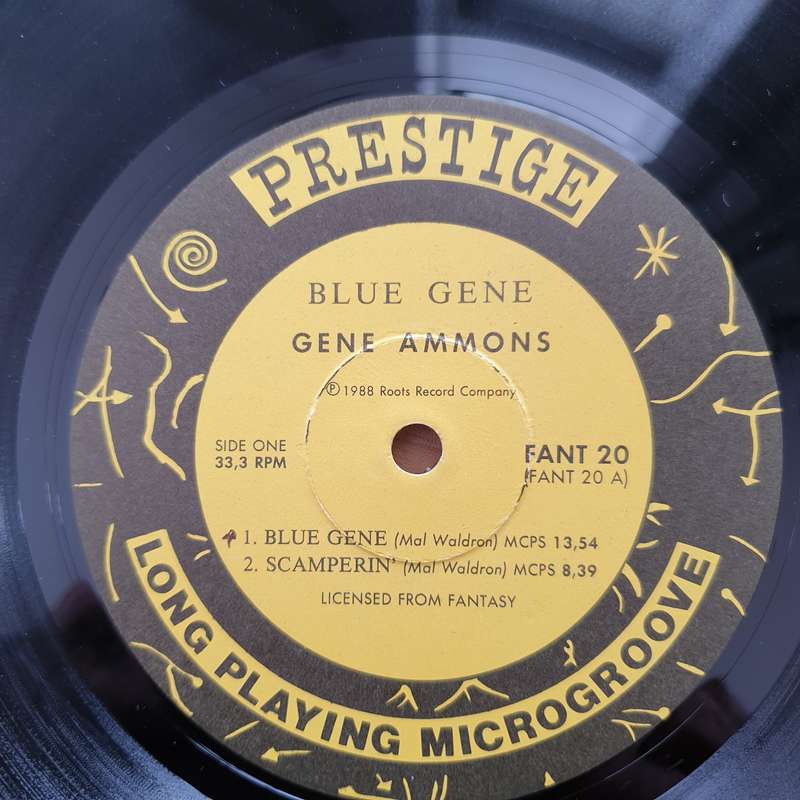 PRESTIGE
BLUE GENE
GENE AMMONS
Ⓟ 1988 Roots Record Company
SIDE ONE
33,3 RPM
FANT 20
(FANT 20 A)
1. BLUE GENE (Mal Waldron) MCPS 13,54
2. SCAMPERIN' (Mal Waldron) MCPS 8,39
LICENSED FROM FANTASY
LONG PLAYING MICROGROOVE